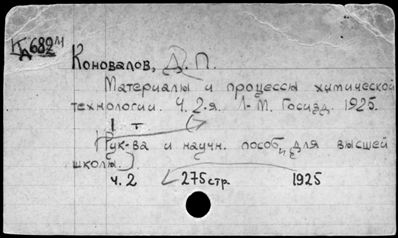 Коновалов, Д. П.
Материалы и процессы химической
технологии. Ч. 2-я. Л-М. Госизд. 1925.
1 т
(Рук-ва и научн. пособ. для высшей
школы.)
ч. 2 275 стр. 1925